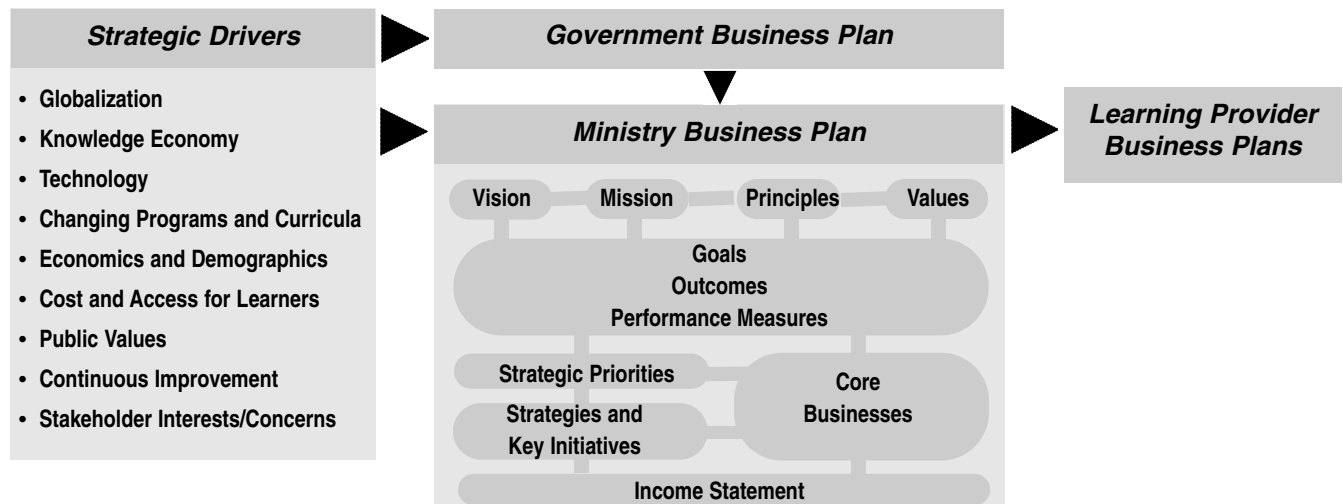 Strategic Drivers
• Globalization
• Knowledge Economy
• Technology
• Changing Programs and Curricula
• Economics and Demographics
• Cost and Access for Learners
• Public Values
• Continuous Improvement
• Stakeholder Interests/Concerns
Government Business Plan
Ministry Business Plan
Vision
Mission
Principles
Values
Goals
Outcomes
Performance Measures
Strategic Priorities
Strategies and
Key Initiatives
Core
Businesses
Income Statement
Learning Provider
Business Plans